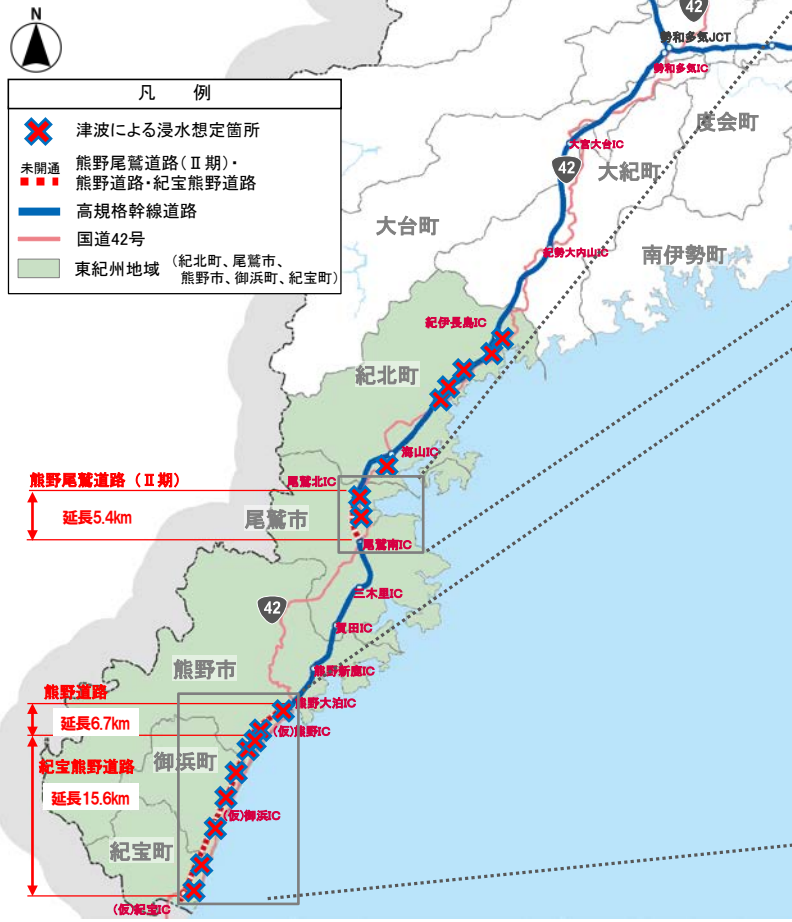 N
凡 例
津波による浸水想定箇所
未開通
熊野尾鷲道路(Ⅱ期)・
熊野道路・紀宝熊野道路
高規格幹線道路
国道42号
東紀州地域
(紀北町、尾鷲市、
熊野市、御浜町、紀宝町)
42
勢和多気JCT
勢和多気IC
度会町
大宮大台IC
42
大紀町
大台町
紀勢大内山IC
南伊勢町
紀伊長島IC
紀北町
海山IC
熊野尾鷲道路(Ⅱ期)
尾鷲北IC
延長5.4km
尾鷲市
尾鷲南IC
三木里IC
42
賀田IC
熊野市
熊野新鹿IC
熊野道路
熊野大泊IC
延長6.7km
(仮)熊野IC
紀宝熊野道路
御浜町
延長15.6km
(仮)御浜IC
紀宝町
(仮)紀宝IC